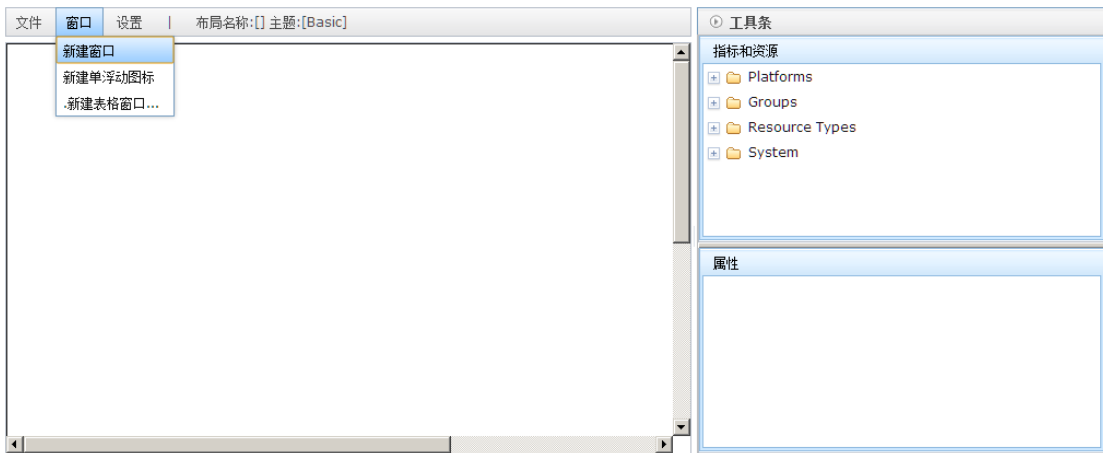 文件 窗口 设置 | 布局名称:[] 主题:[Basic]
新建窗口
新建单浮动图标
.新建表格窗口...
工具条
指标和资源
Platforms
Groups
Resource Types
System
属性